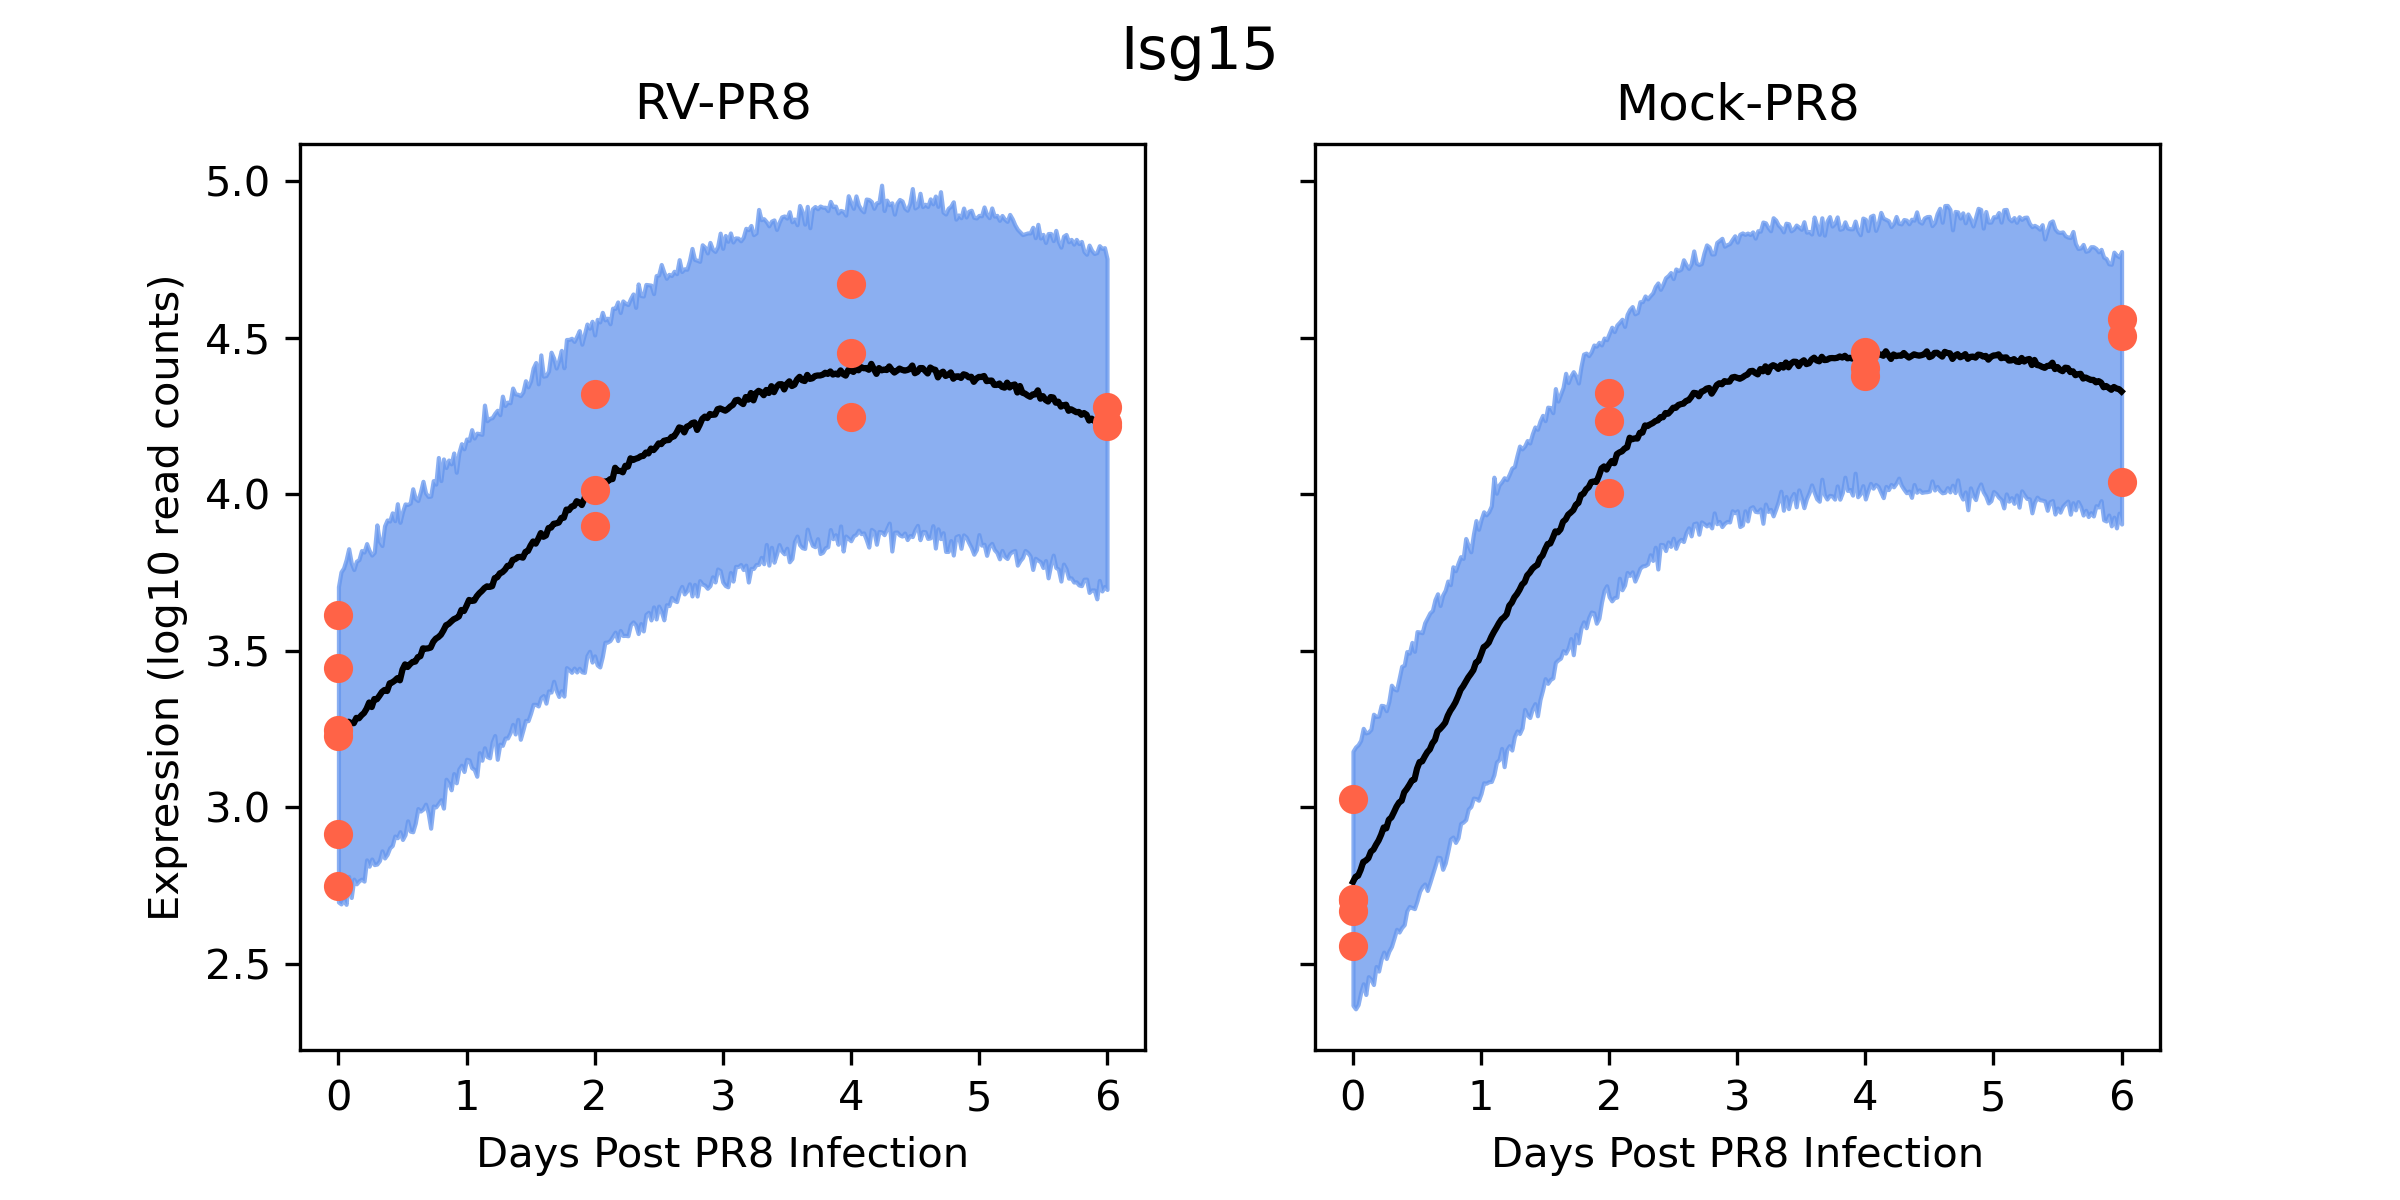 Isg15
RV-PR8
Mock-PR8
Expression (log10 read counts)
5.0
4.5
4.0
3.5
3.0
2.5
0 1 2 3 4 5 6
0 1 2 3 4 5 6
Days Post PR8 Infection
Days Post PR8 Infection